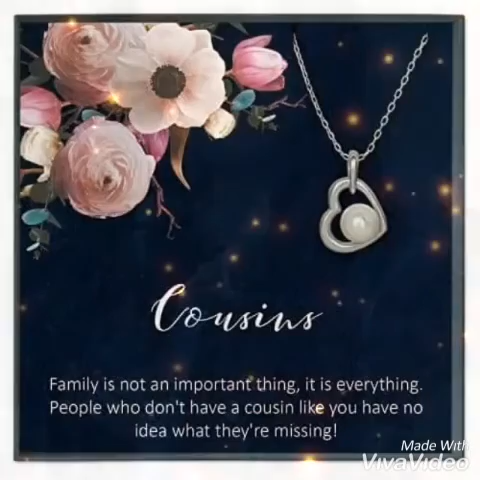 Cousins
Family is not an important thing, it is everything.
People who don't have a cousin like you have no
idea what they're missing!
Made With
VivaVideo